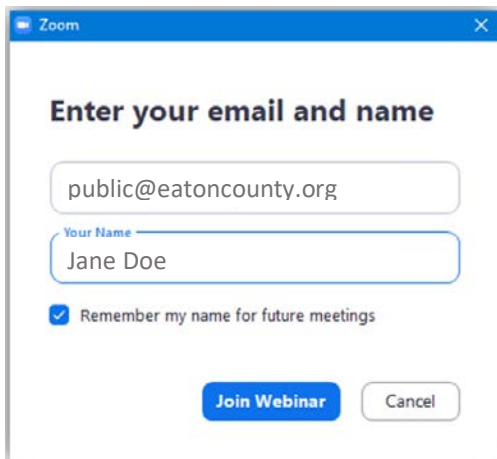 Zoom
Enter your email and name
public@eatoncounty.org
Your Name
Jane Doe
Remember my name for future meetings
Join Webinar Cancel